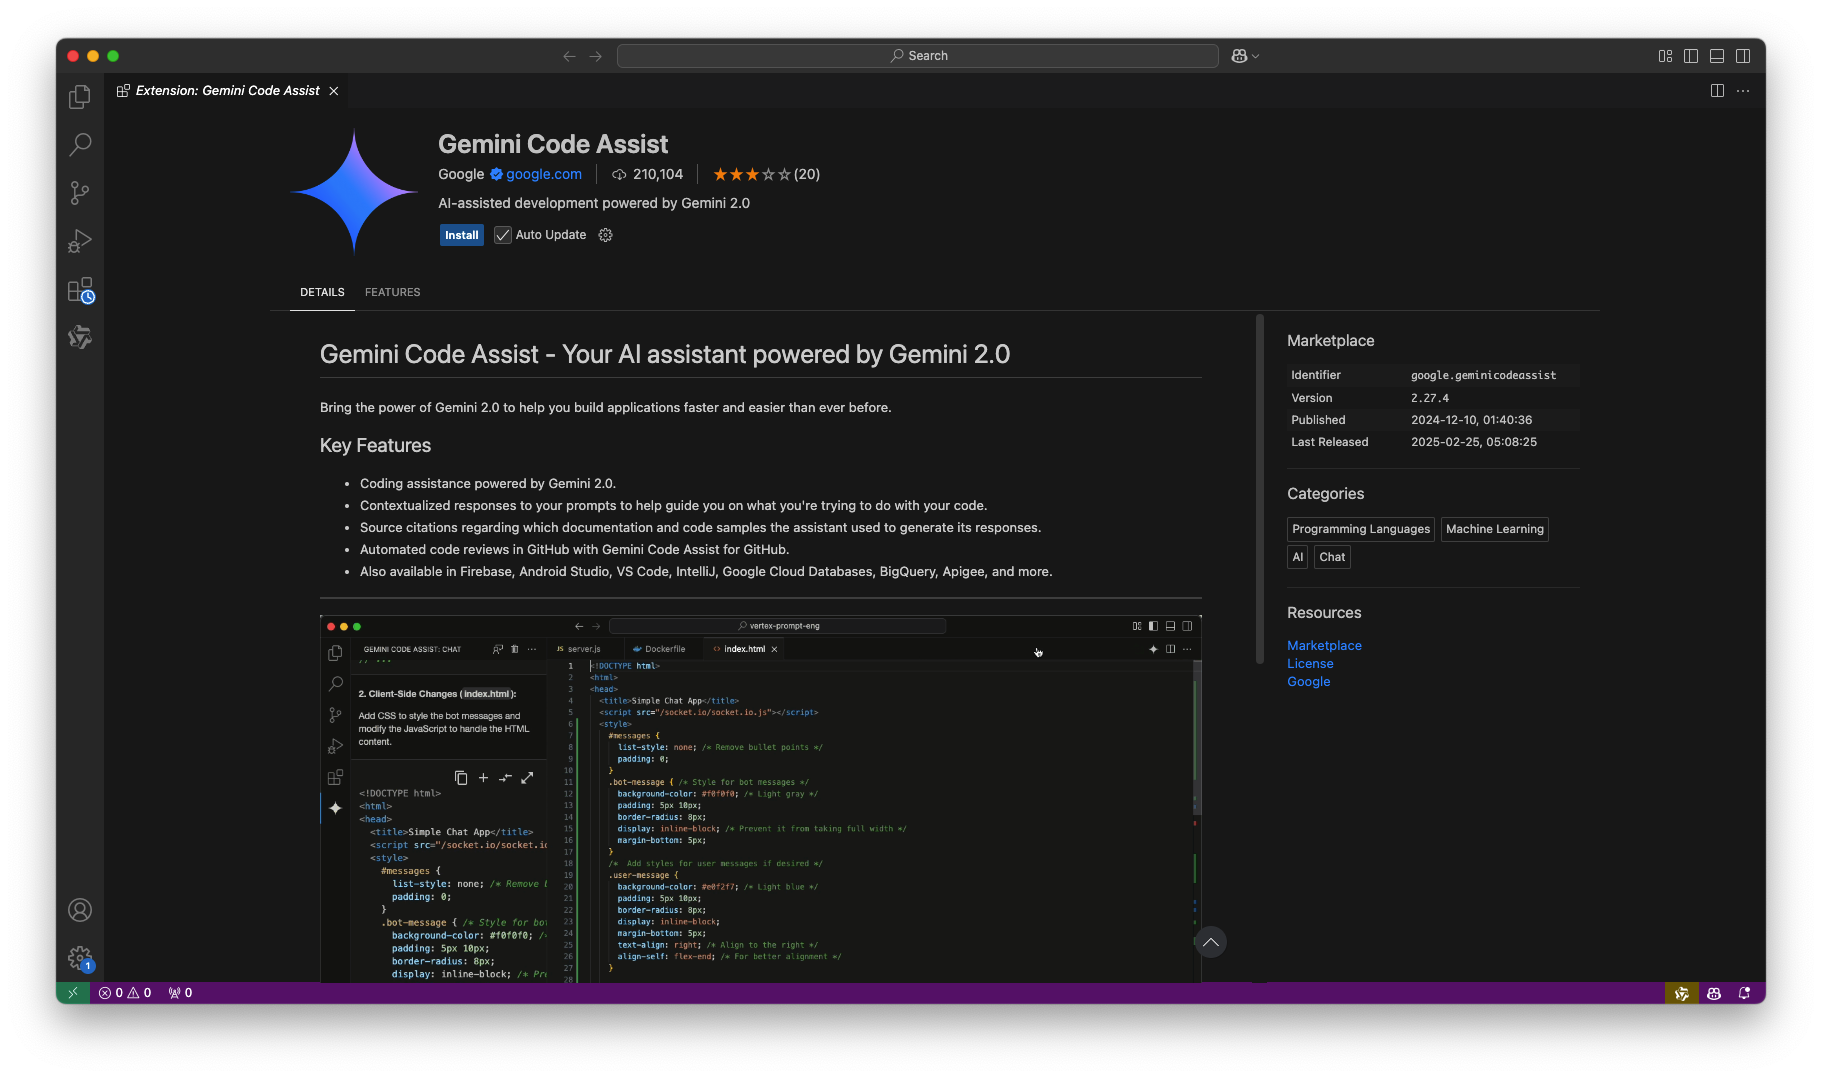 Search
Extension: Gemini Code Assist
Gemini Code Assist
Google google.com 210,104 (20)
AI-assisted development powered by Gemini 2.0
Install Auto Update
DETAILS FEATURES
Gemini Code Assist - Your AI assistant powered by Gemini 2.0
Bring the power of Gemini 2.0 to help you build applications faster and easier than ever before.
Key Features
• Coding assistance powered by Gemini 2.0.
• Contextualized responses to your prompts to help guide you on what you're trying to do with your code.
• Source citations regarding which documentation and code samples the assistant used to generate its responses.
• Automated code reviews in GitHub with Gemini Code Assist for GitHub.
• Also available in Firebase, Android Studio, VS Code, IntelliJ, Google Cloud Databases, BigQuery, Apigee, and more.
vertex-prompt-eng
GEMINI CODE ASSIST: CHAT
// ...
2. Client-Side Changes (index.html):
Add CSS to style the bot messages and
modify the JavaScript to handle the HTML
content.
<!DOCTYPE html>
<html>
<head>
<title>Simple Chat App</title>
<script src="/socket.io/socket.io
<style>
#messages {
list-style: none; /* Remove b
padding: 0;
}
.bot-message { /* Style for bot
background-color: #f0f0f0; /*
padding: 5px 10px;
border-radius: 8px;
display: inline-block; /* Pre
JS server.js Dockerfile <> index.html
1 <!DOCTYPE html>
2 <html>
3 <head>
4 <title>Simple Chat App</title>
5 <script src="/socket.io/socket.io.js"></script>
6 <style>
7 #messages {
8 list-style: none; /* Remove bullet points */
9 padding: 0;
10 }
11 .bot-message { /* Style for bot messages */
12 background-color: #f0f0f0; /* Light gray */
13 padding: 5px 10px;
14 border-radius: 8px;
15 display: inline-block; /* Prevent it from taking full width */
16 margin-bottom: 5px;
17 }
18 /* Add styles for user messages if desired */
19 .user-message {
20 background-color: #e0f2f7; /* Light blue */
21 padding: 5px 10px;
22 border-radius: 8px;
23 display: inline-block;
24 margin-bottom: 5px;
25 text-align: right; /* Align to the right */
26 align-self: flex-end; /* For better alignment */
27 }
28
Marketplace
Identifier google.geminicodeassist
Version 2.27.4
Published 2024-12-10, 01:40:36
Last Released 2025-02-25, 05:08:25
Categories
Programming Languages Machine Learning
AI Chat
Resources
Marketplace
License
Google
1
0 0 0